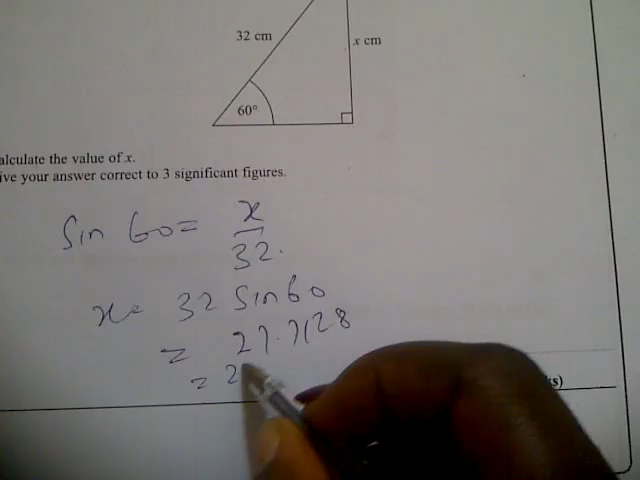 32 cm
x cm
60°
alculate the value of x.
ive your answer correct to 3 significant figures.
Sin 60 = x/32.
x = 32 Sin 60
= 27.7128
= 2
s)